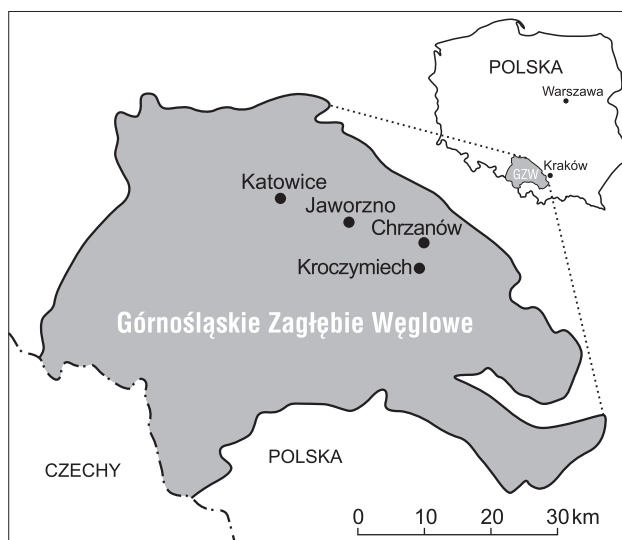 POLSKA
Warszawa
Kraków
GZW
Katowice
Jaworzno
Chrzanów
Kroczymiech
Górnośląskie Zagłębie Węglowe
CZECHY
POLSKA
0 10 20 30 km